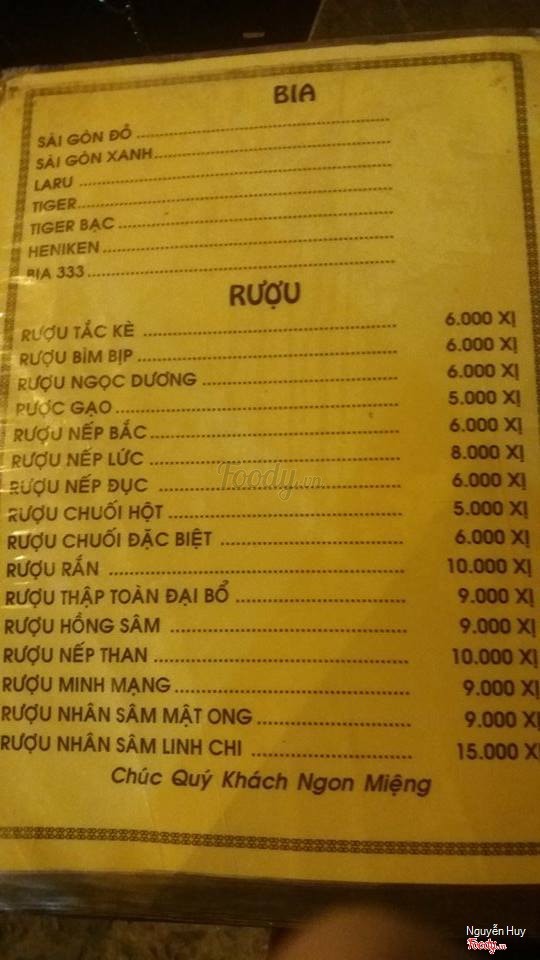 BIA
SÀI GÒN ĐỎ
SÀI GÒN XANH
LARU
TIGER
TIGER BẠC
HENIKEN
BIA 333
RƯỢU
RƯỢU TẮC KÈ 6.000 XỊ
RƯỢU BÌM BỊP 6.000 XỊ
RƯỢU NGỌC DƯƠNG 6.000 XỊ
RƯỢC GẠO 5.000 XỊ
RƯỢU NẾP BẮC 6.000 XỊ
RƯỢU NẾP LỨC 8.000 XỊ
RƯỢU NẾP ĐỤC 6.000 XỊ
RƯỢU CHUỐI HỘT 5.000 XỊ
RƯỢU CHUỐI ĐẶC BIỆT 6.000 XỊ
RƯỢU RẮN 10.000 XỊ
RƯỢU THẬP TOÀN ĐẠI BỔ 9.000 XỊ
RƯỢU HỒNG SÂM 9.000 XỊ
RƯỢU NẾP THAN 10.000 XỊ
RƯỢU MINH MẠNG 9.000 XỊ
RƯỢU NHÂN SÂM MẬT ONG 9.000 XỊ
RƯỢU NHÂN SÂM LINH CHI 15.000 XỊ
Chúc Quý Khách Ngon Miệng
Foody.vn
Nguyễn Huy
Foody.vn